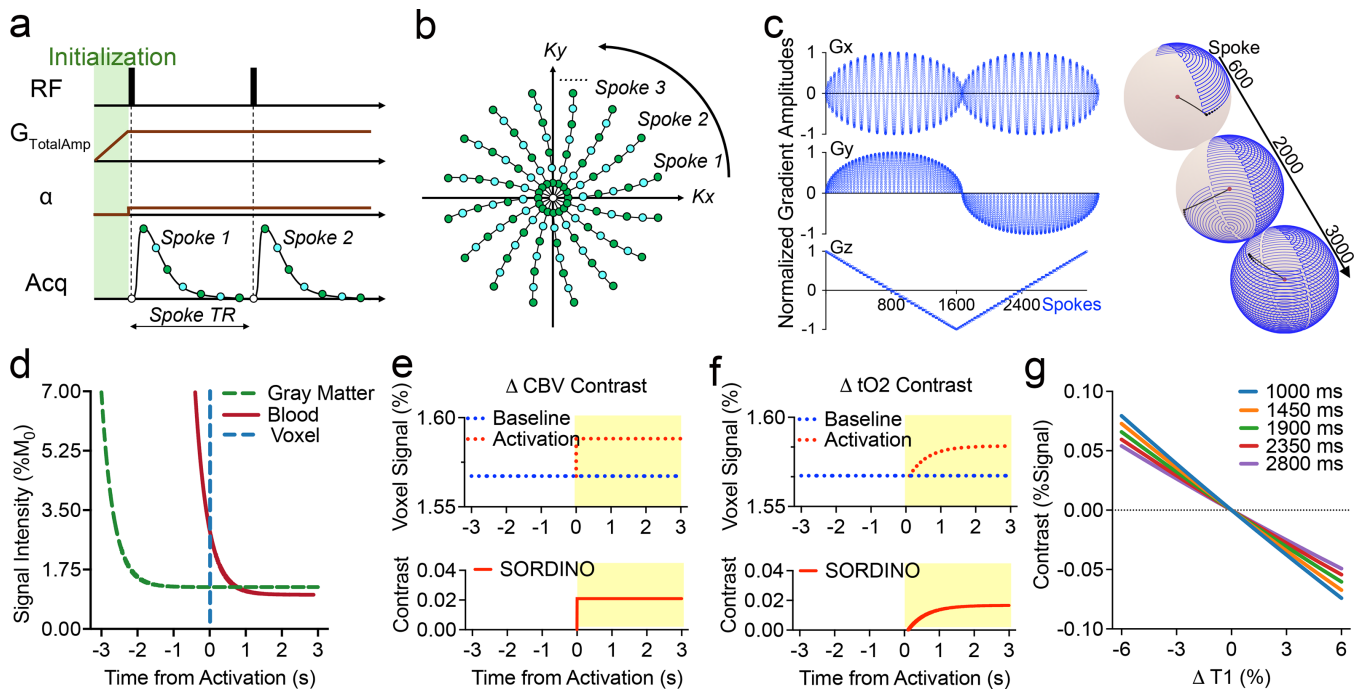 a
Initialization
RF
GTotalAmp
α
Acq
Spoke 1
Spoke 2
Spoke TR
b
Ky
Kx
Spoke 3
Spoke 2
Spoke 1
c
Normalized Gradient Amplitudes
Gx
1
0
-1
Gy
1
0
-1
Gz
1
0
-1
800 1600 2400 Spokes
Spoke
600
2000
3000
d
Signal Intensity (%M0)
7.00
5.25
3.50
1.75
0.00
Gray Matter
Blood
Voxel
-3 -2 -1 0 1 2 3
Time from Activation (s)
e
Δ CBV Contrast
Voxel Signal (%)
1.60
1.55
Baseline
Activation
-3 -2 -1 0 1 2 3
Contrast
0.04
0.02
0.00
SORDINO
-3 -2 -1 0 1 2 3
Time from Activation (s)
f
Δ tO2 Contrast
Voxel Signal (%)
1.60
1.55
Baseline
Activation
-3 -2 -1 0 1 2 3
Contrast
0.04
0.02
0.00
SORDINO
-3 -2 -1 0 1 2 3
Time from Activation (s)
g
Contrast (%Signal)
0.10
0.05
0.00
-0.05
-0.10
1000 ms
1450 ms
1900 ms
2350 ms
2800 ms
-6 -3 0 3 6
Δ T1 (%)